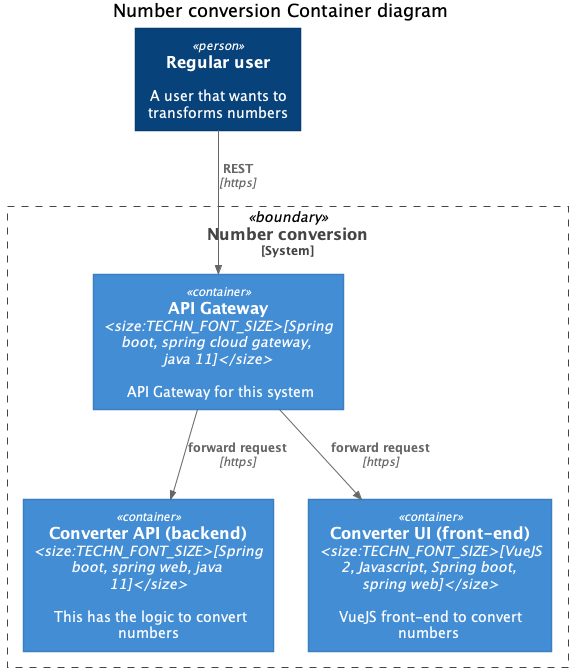 Number conversion Container diagram
«person»
Regular user
A user that wants to
transforms numbers
REST
[https]
«boundary»
Number conversion
[System]
«container»
API Gateway
<size:TECHN_FONT_SIZE>[Spring
boot, spring cloud gateway,
java 11]</size>
API Gateway for this system
forward request
[https]
forward request
[https]
«container»
Converter API (backend)
<size:TECHN_FONT_SIZE>[Spring
boot, spring web, java
11]</size>
This has the logic to convert
numbers
«container»
Converter UI (front-end)
<size:TECHN_FONT_SIZE>[VueJS
2, Javascript, Spring boot,
spring web]</size>
VueJS front-end to convert
numbers